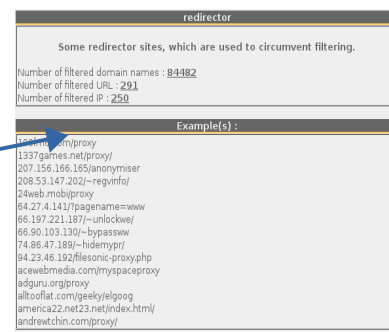 redirector
Some redirector sites, which are used to circumvent filtering.
Number of filtered domain names : 84482
Number of filtered URL : 291
Number of filtered IP : 250
Example(s) :
/proxy
1337games.net/proxy/
207.156.166.165/anonymiser
208.53.147.202/~regvinfo/
24web.mobi/proxy
64.27.4.141/?pagename=www
66.197.221.187/~unlockwe/
66.90.103.130/~bypassww
74.86.47.189/~hidemypr/
94.23.46.192/filesonic-proxy.php
acewebmedia.com/myspaceproxy
adguru.org/proxy
alltooflat.com/geeky/elgoog
america22.net23.net/index.html/
andrewtchin.com/proxy/